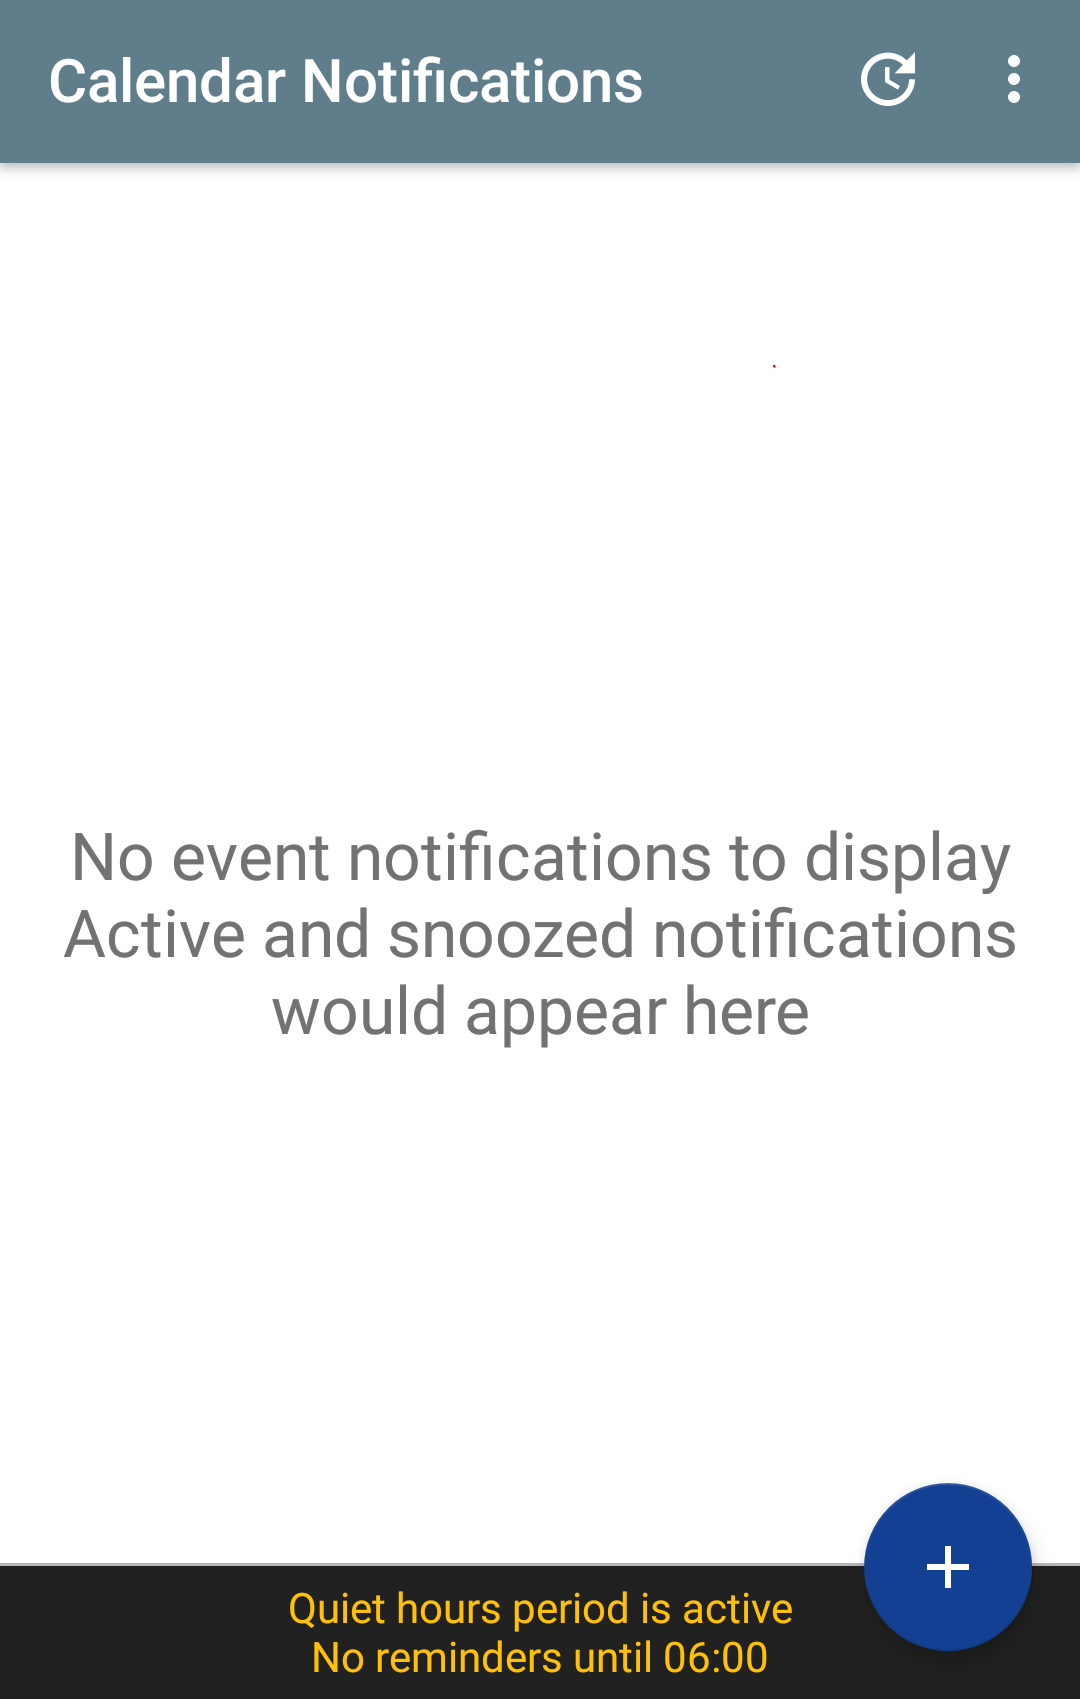 Calendar Notifications
No event notifications to display
Active and snoozed notifications
would appear here
Quiet hours period is active
No reminders until 06:00